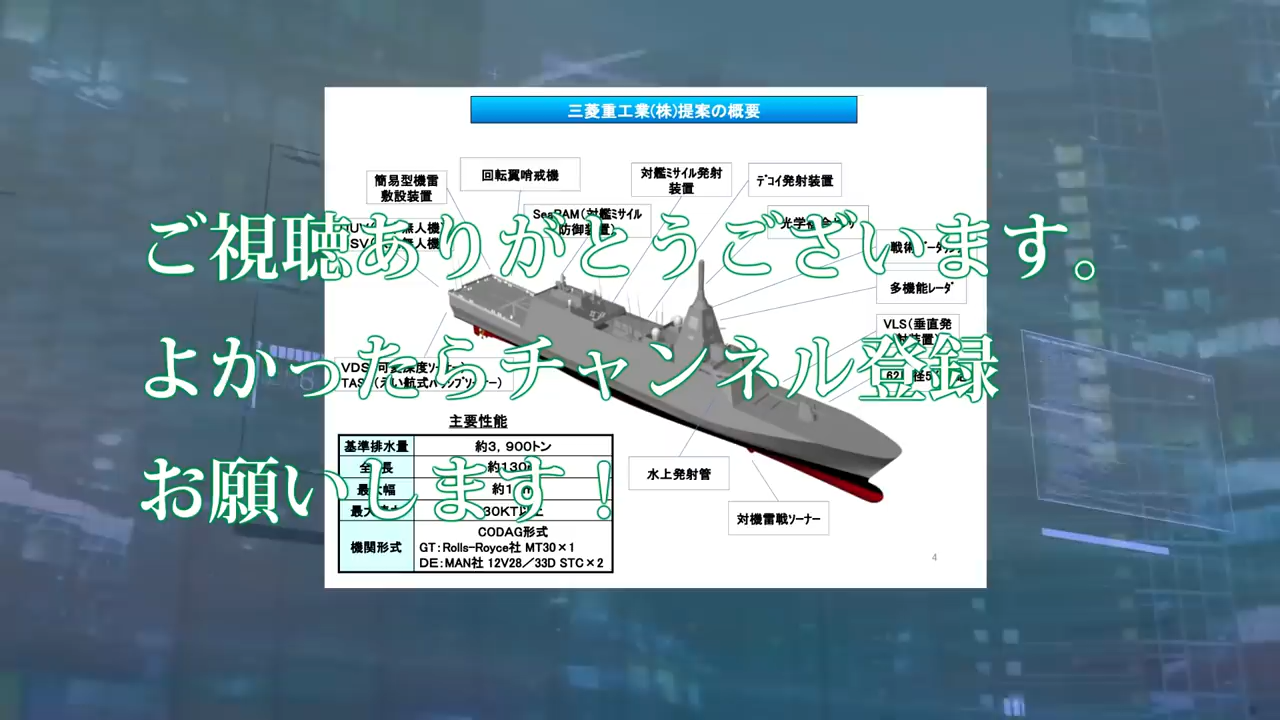 三菱重工業(株)提案の概要
簡易型機雷
敷設装置
回転翼哨戒機
対艦ﾐｻｲﾙ発射
装置
ﾃﾞｺｲ発射装置
ご視聴ありがとうございます。
多機能ﾚｰﾀﾞ
VLS(垂直発
よかったらチャンネル登録
主要性能
基準排水量 約3,900トン
水上発射管
お願いします！
対機雷戦ソーナー
機関形式
CODAG形式
GT:Rolls-Royce社 MT30×1
DE:MAN社 12V28／33D STC×2
4